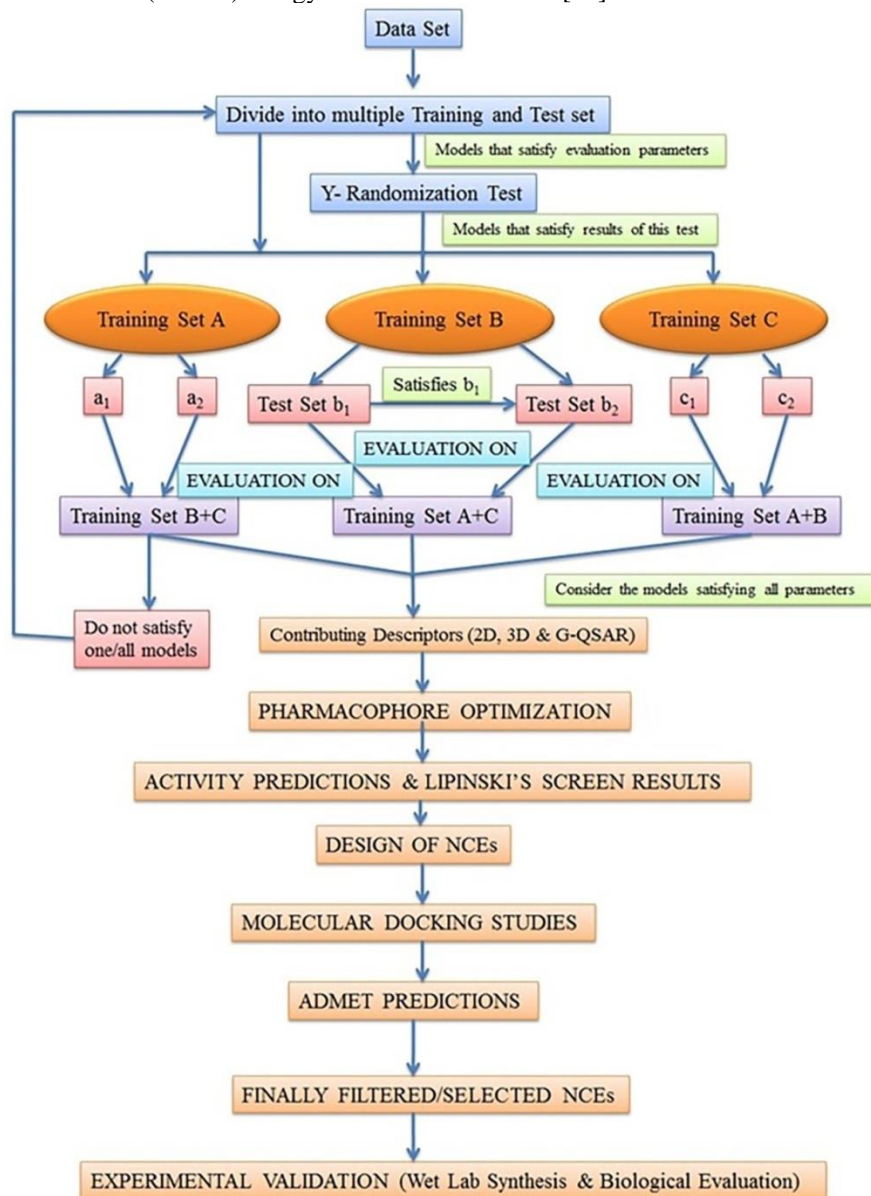 Data Set
Divide into multiple Training and Test set
Models that satisfy evaluation parameters
Y- Randomization Test
Models that satisfy results of this test
Training Set A
Training Set B
Training Set C
a₁
a₂
Test Set b₁
Satisfies b₁
Test Set b₂
c₁
c₂
EVALUATION ON
EVALUATION ON
EVALUATION ON
Training Set B+C
Training Set A+C
Training Set A+B
Consider the models satisfying all parameters
Do not satisfy
one/all models
Contributing Descriptors (2D, 3D & G-QSAR)
PHARMACOPHORE OPTIMIZATION
ACTIVITY PREDICTIONS & LIPINSKI'S SCREEN RESULTS
DESIGN OF NCEs
MOLECULAR DOCKING STUDIES
ADMET PREDICTIONS
FINALLY FILTERED/SELECTED NCEs
EXPERIMENTAL VALIDATION (Wet Lab Synthesis & Biological Evaluation)